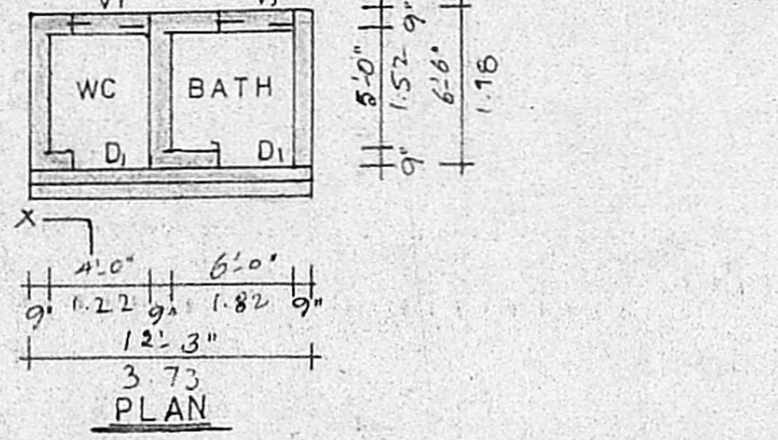 WC BATH
D1 D1
9" 5'-0" 1.52 9"
6'-6" 1.98
X
4'-0" 6'-0"
9" 1.22 9" 1.82 9"
12'-3"
3.73
PLAN